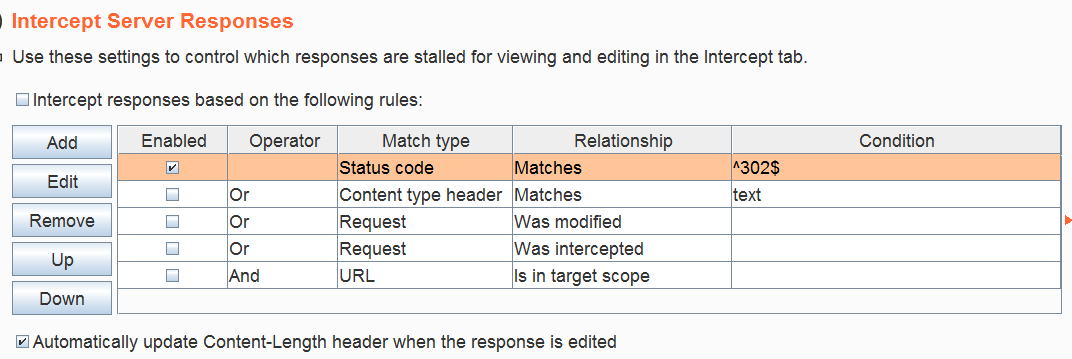 Intercept Server Responses
Use these settings to control which responses are stalled for viewing and editing in the Intercept tab.
Intercept responses based on the following rules:
Add
Edit
Remove
Up
Down
Enabled Operator Match type Relationship Condition
Status code Matches ^302$
Or Content type header Matches text
Or Request Was modified
Or Request Was intercepted
And URL Is in target scope
Automatically update Content-Length header when the response is edited